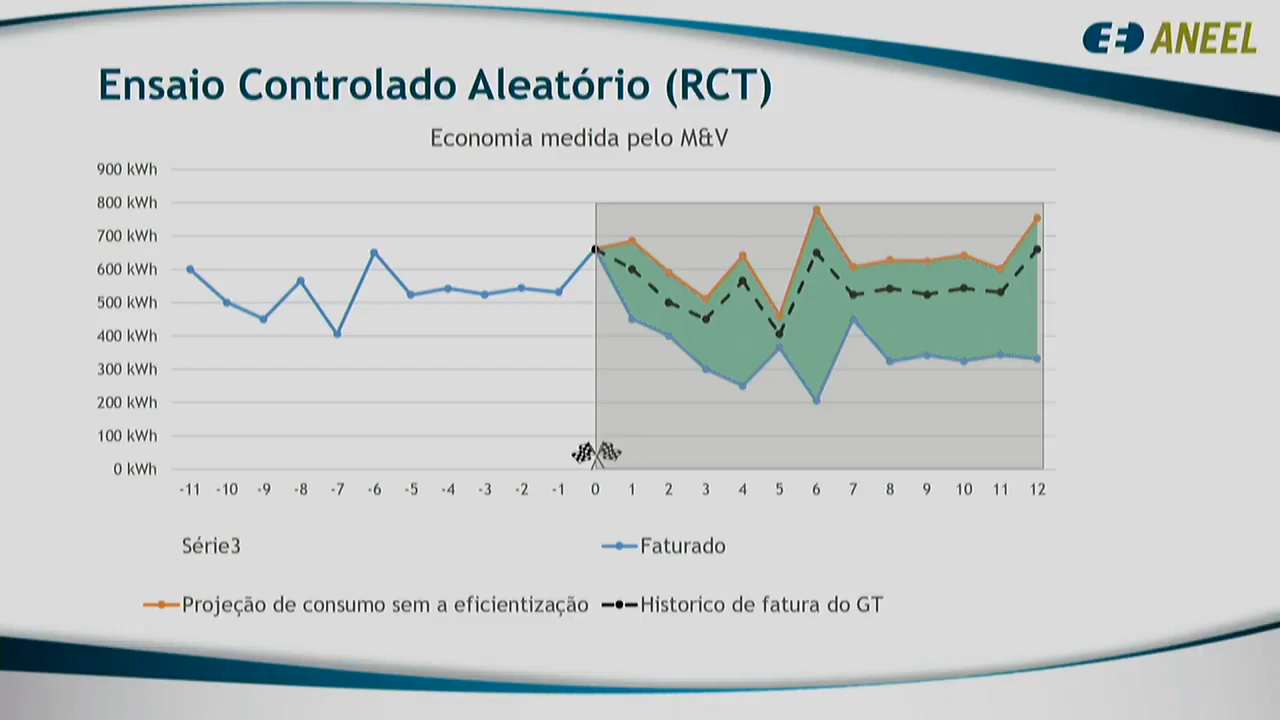 ANEEL
Ensaio Controlado Aleatório (RCT)
Economia medida pelo M&V
900 kWh
800 kWh
700 kWh
600 kWh
500 kWh
400 kWh
300 kWh
200 kWh
100 kWh
0 kWh
-11 -10 -9 -8 -7 -6 -5 -4 -3 -2 -1 0 1 2 3 4 5 6 7 8 9 10 11 12
Série3 Faturado
Projeção de consumo sem a eficientização Historico de fatura do GT